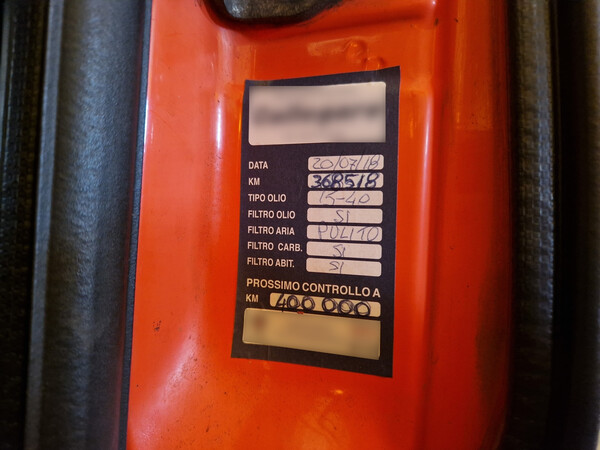 DATA 20/07/18
KM 368518
TIPO OLIO 15-40
FILTRO OLIO SI
FILTRO ARIA PULITO
FILTRO CARB. SI
FILTRO ABIT. SI
PROSSIMO CONTROLLO A
KM 400 000